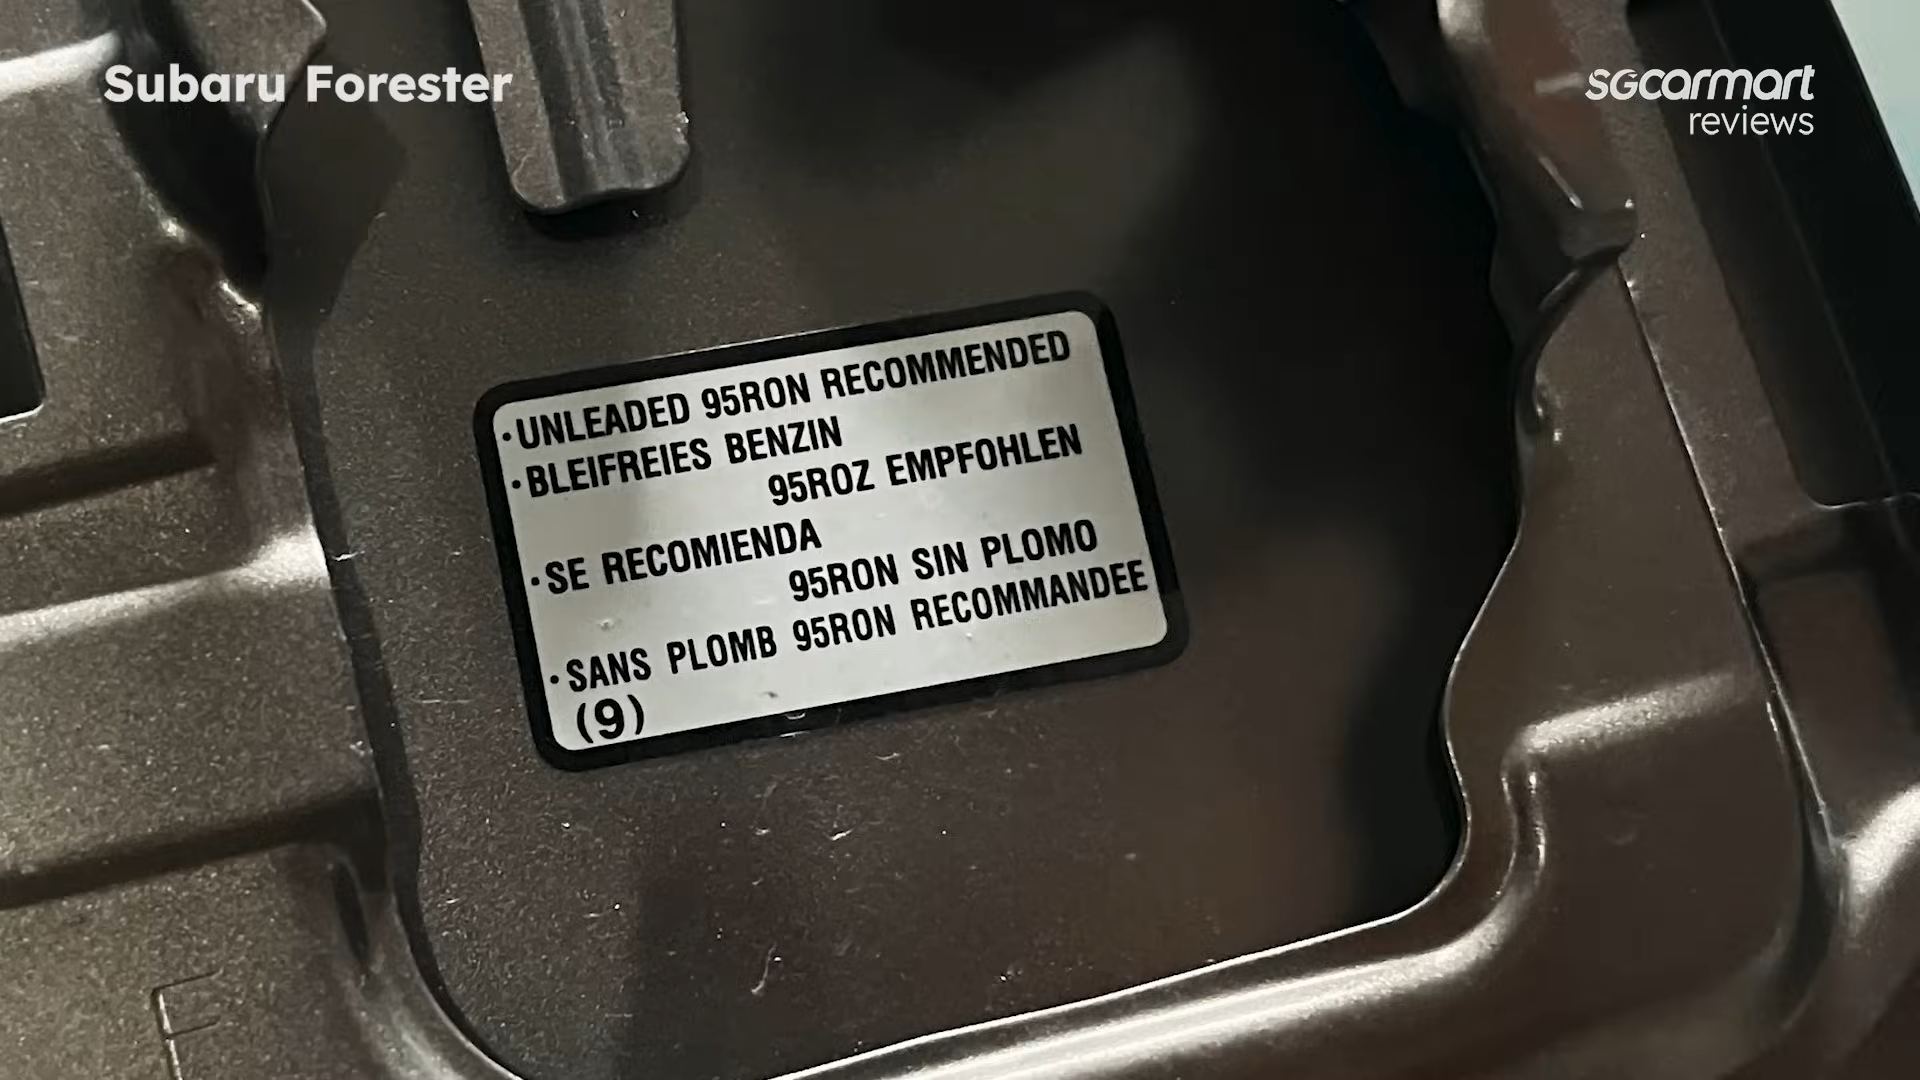 Subaru Forester
sgcarmart
reviews
·UNLEADED 95RON RECOMMENDED
·BLEIFREIES BENZIN
95ROZ EMPFOHLEN
·SE RECOMIENDA
95RON SIN PLOMO
·SANS PLOMB 95RON RECOMMANDEE
(9)